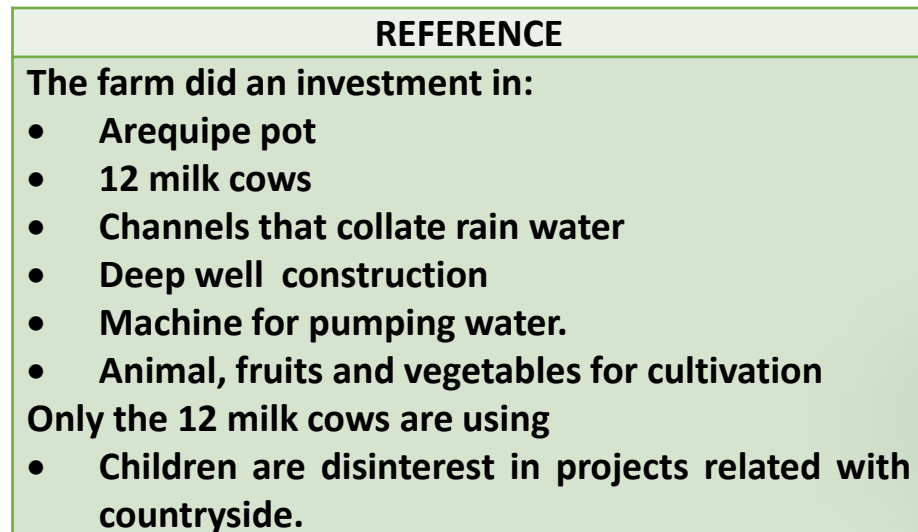 REFERENCE
The farm did an investment in:
• Arequipe pot
• 12 milk cows
• Channels that collate rain water
• Deep well construction
• Machine for pumping water.
• Animal, fruits and vegetables for cultivation
Only the 12 milk cows are using
• Children are disinterest in projects related with
countryside.